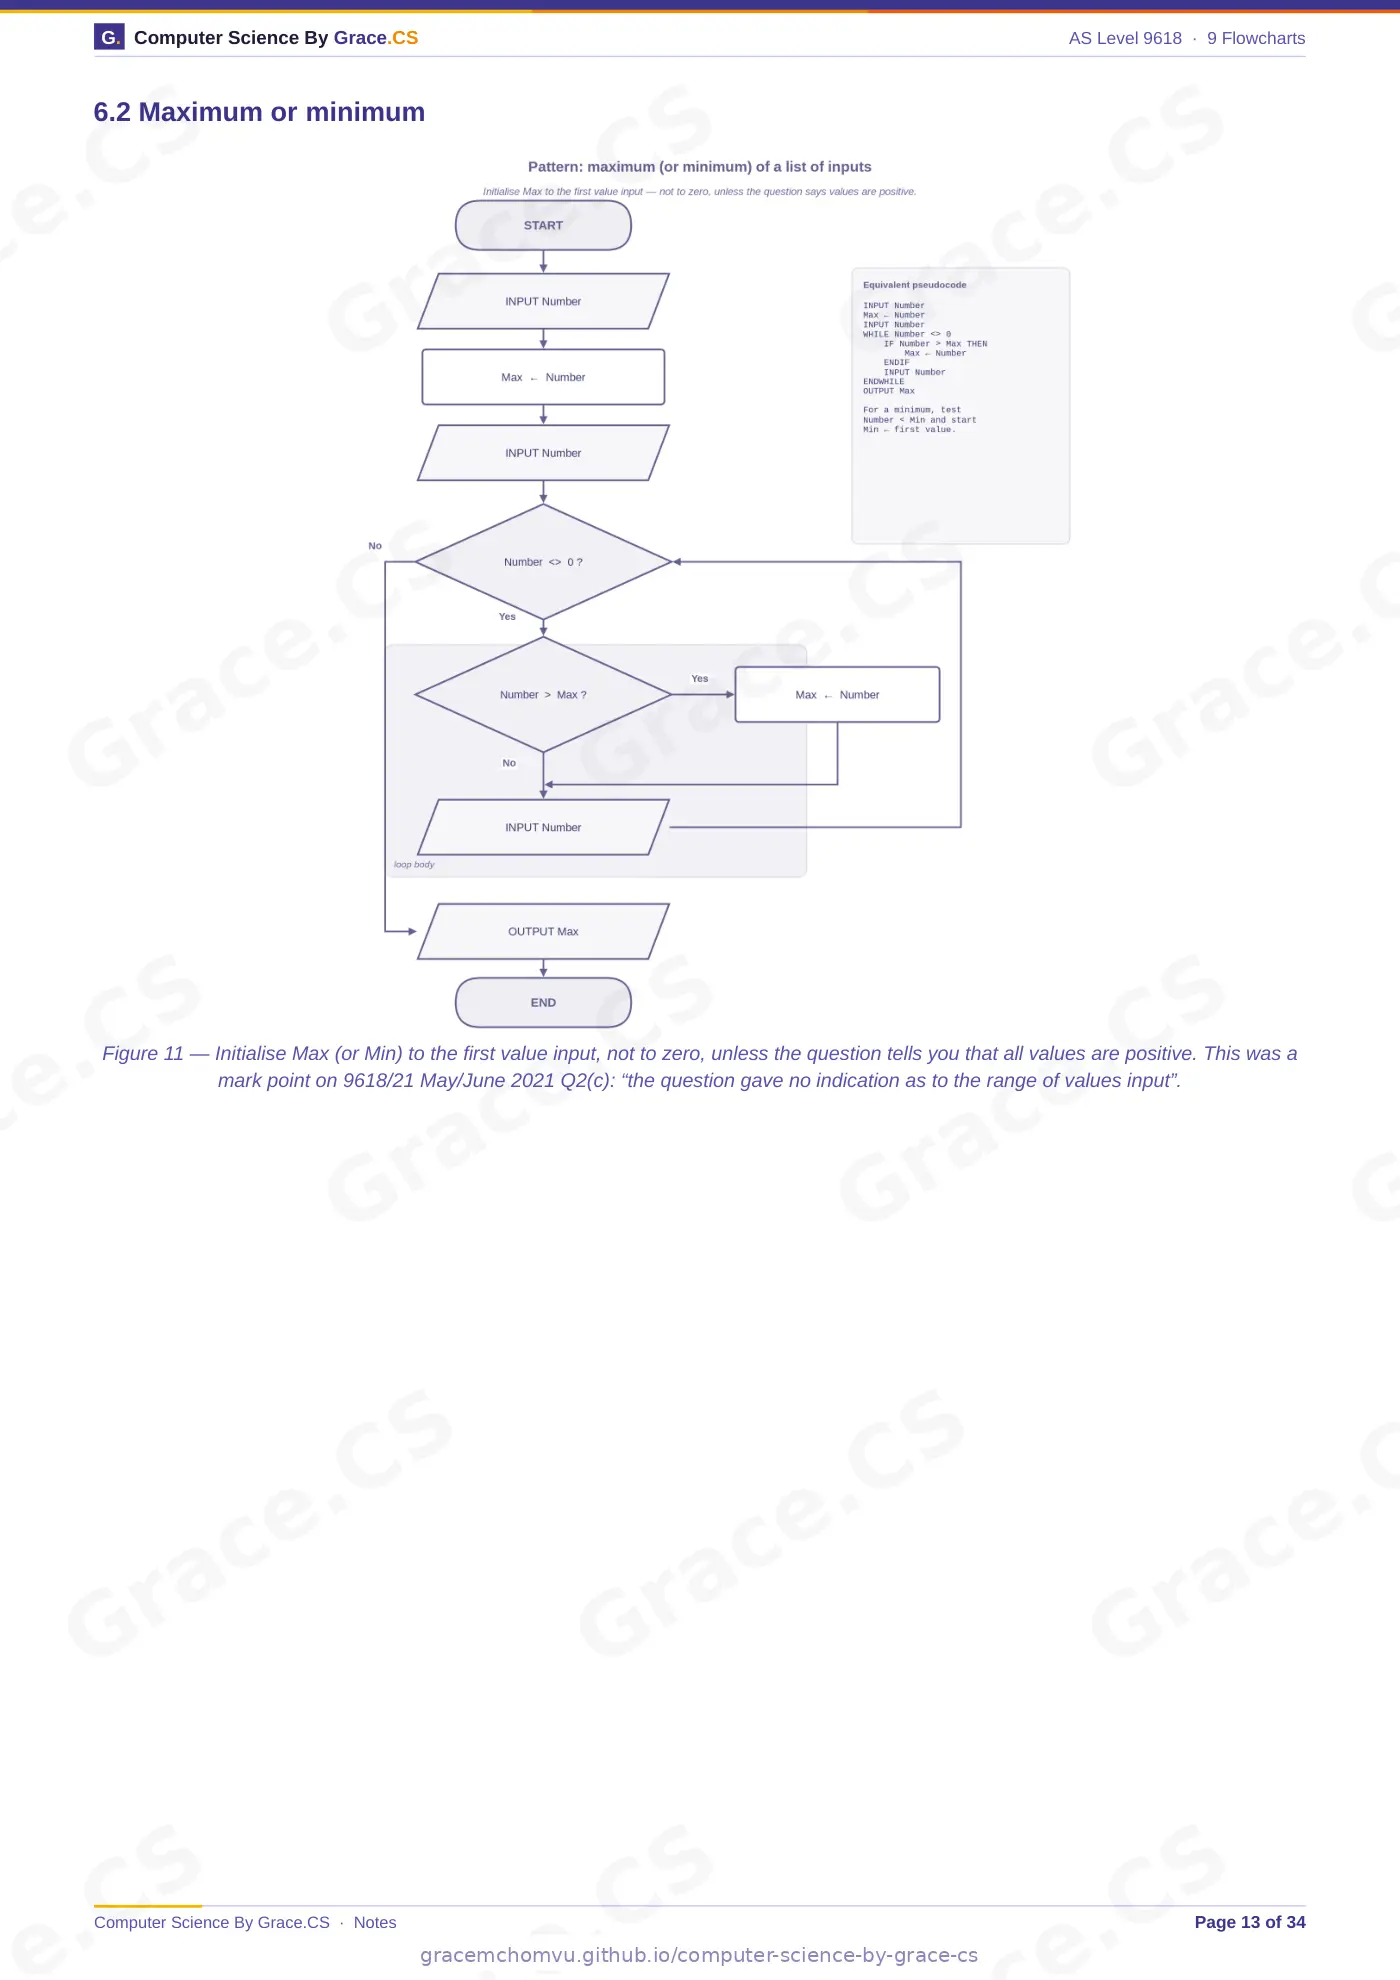 G. Computer Science By Grace.CS
AS Level 9618 · 9 Flowcharts
6.2 Maximum or minimum
Pattern: maximum (or minimum) of a list of inputs
Initialise Max to the first value input — not to zero, unless the question says values are positive.
START
INPUT Number
Max ← Number
INPUT Number
Number <> 0 ?
No
Yes
Number > Max ?
Yes
Max ← Number
No
INPUT Number
loop body
OUTPUT Max
END
Equivalent pseudocode
INPUT Number
Max ← Number
INPUT Number
WHILE Number <> 0
IF Number > Max THEN
Max ← Number
ENDIF
INPUT Number
ENDWHILE
OUTPUT Max
For a minimum, test
Number < Min and start
Min ← first value.
Figure 11 — Initialise Max (or Min) to the first value input, not to zero, unless the question tells you that all values are positive. This was a
mark point on 9618/21 May/June 2021 Q2(c): “the question gave no indication as to the range of values input”.
Computer Science By Grace.CS · Notes
Page 13 of 34
gracemchomvu.github.io/computer-science-by-grace-cs
Grace.CS